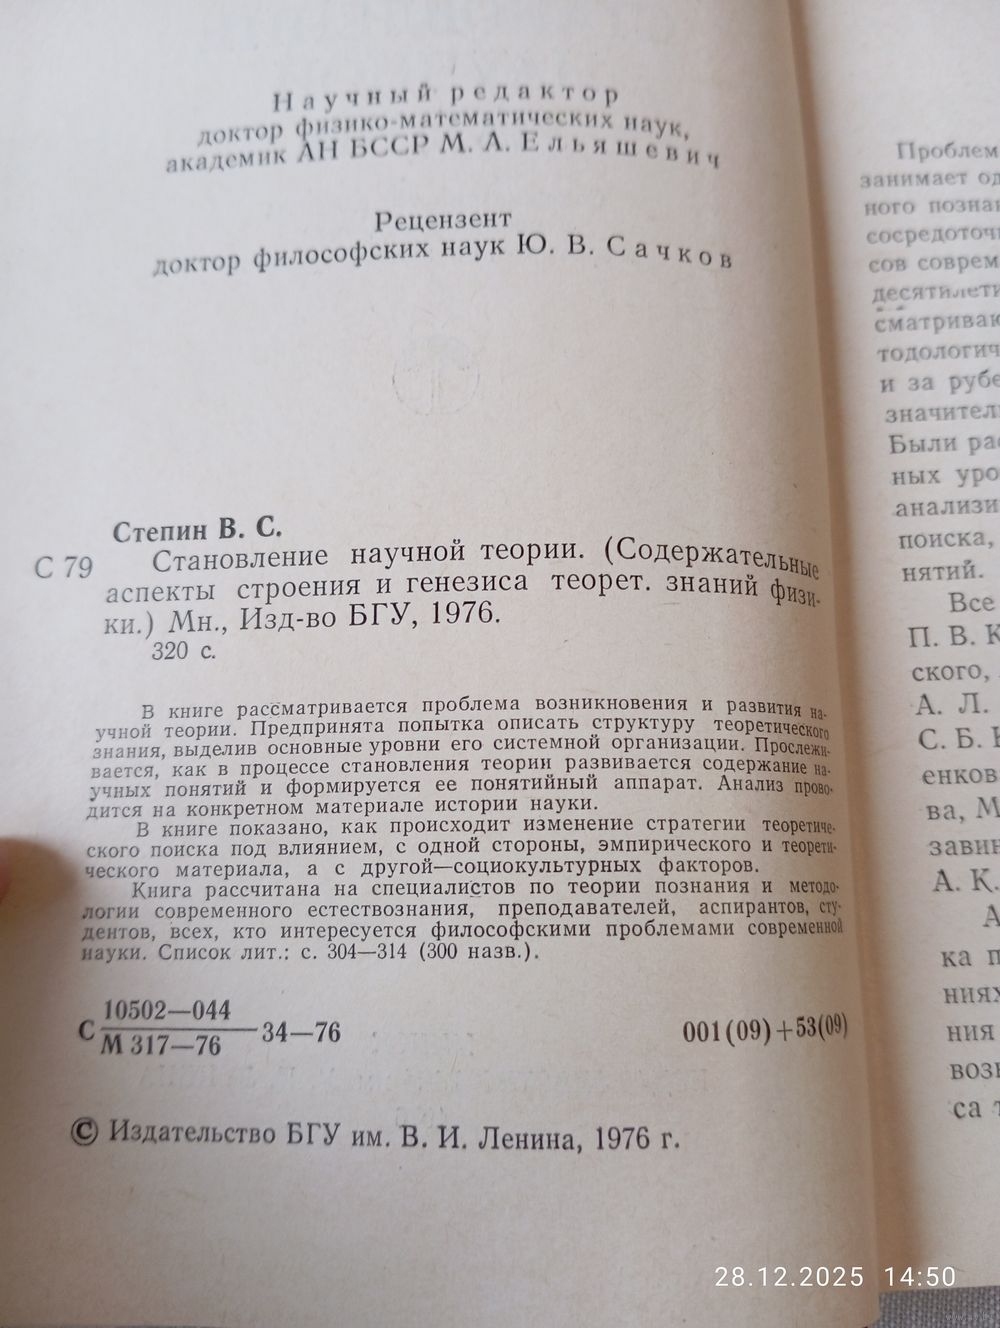 Научный редактор
доктор физико-математических наук,
академик АН БССР М. А. Ельяшевич
Рецензент
доктор философских наук Ю. В. Сачков
Степин В. С.
С 79 Становление научной теории. (Содержательные
аспекты строения и генезиса теорет. знаний физи-
ки.) Мн., Изд-во БГУ, 1976.
320 с.
В книге рассматривается проблема возникновения и развития на-
учной теории. Предпринята попытка описать структуру теоретического
знания, выделив основные уровни его системной организации. Прослежи-
вается, как в процессе становления теории развивается содержание на-
учных понятий и формируется ее понятийный аппарат. Анализ прово-
дится на конкретном материале истории науки.
В книге показано, как происходит изменение стратегии теоретиче-
ского поиска под влиянием, с одной стороны, эмпирического и теорети-
ческого материала, а с другой—социокультурных факторов.
Книга рассчитана на специалистов по теории познания и методо-
логии современного естествознания, преподавателей, аспирантов, сту-
дентов, всех, кто интересуется философскими проблемами современной
науки. Список лит.: с. 304—314 (300 назв.).
10502—044
С М 317—76 34—76 001(09)+53(09)
© Издательство БГУ им. В. И. Ленина, 1976 г.
Проблем
занимает од
ного позна
сосредоточ
сов соврем
десятилети
сматрива
тодологич
и за рубе
значител
Были ра
ных уро
анализи
поиска,
нятий.
Все
П. В. К
ского,
А. Л.
С. Б. 
енков
ва, М
завин
А. К.
А
ка п
ниях
ния
возн
са т
28.12.2025 14:50